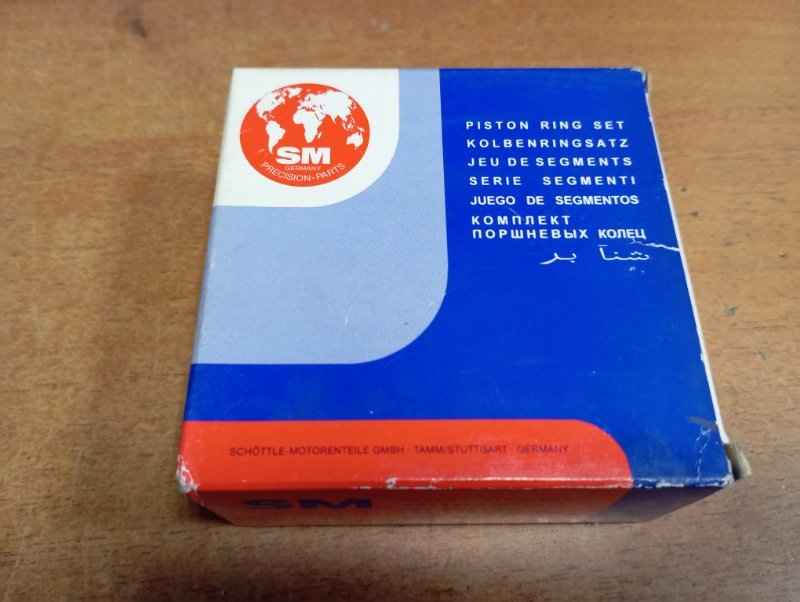 SM
GERMANY
PRECISION-PARTS
PISTON RING SET
KOLBENRINGSATZ
JEU DE SEGMENTS
SERIE SEGMENTI
JUEGO DE SEGMENTOS
КОМПЛЕКТ
ПОРШНЕВЫХ КОЛЕЦ
SCHÖTTLE-MOTORENTEILE GMBH · TAMM/STUTTGART · GERMANY
SM